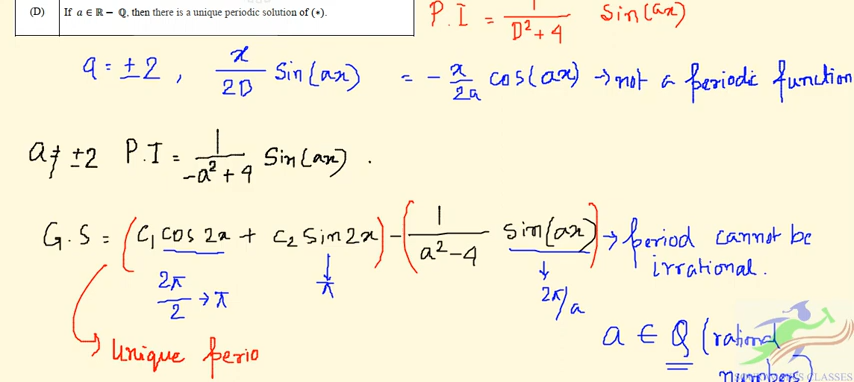 (D) If a ∈ ℝ − ℚ, then there is a unique periodic solution of (*).
P.I = 1/(D²+4) Sin(ax)
a = ±2, x/2D Sin(ax) = − x/2a cos(ax) → not a periodic function
a ≠ ±2 P.I = 1/(−a²+4) Sin(ax).
G.S = (C₁ cos 2x + C₂ Sin 2x) − (1/(a²−4) sin(ax)) → period cannot be
irrational.
2π/2 → π ↓ π ↓ 2π/a
a ∈ Q (rational
Unique perio
numbers)
CLASSES